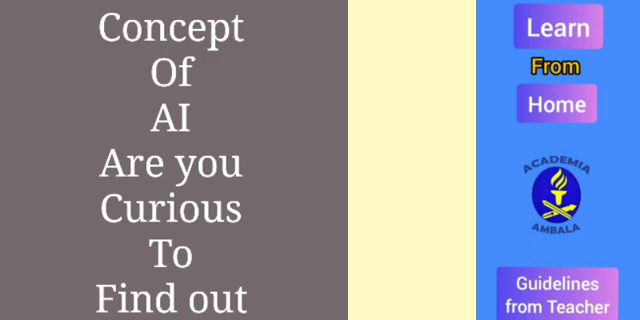 Concept
Of
AI
Are you
Curious
To
Find out
Learn
From
Home
ACADEMIA
AMBALA
Guidelines
from Teacher